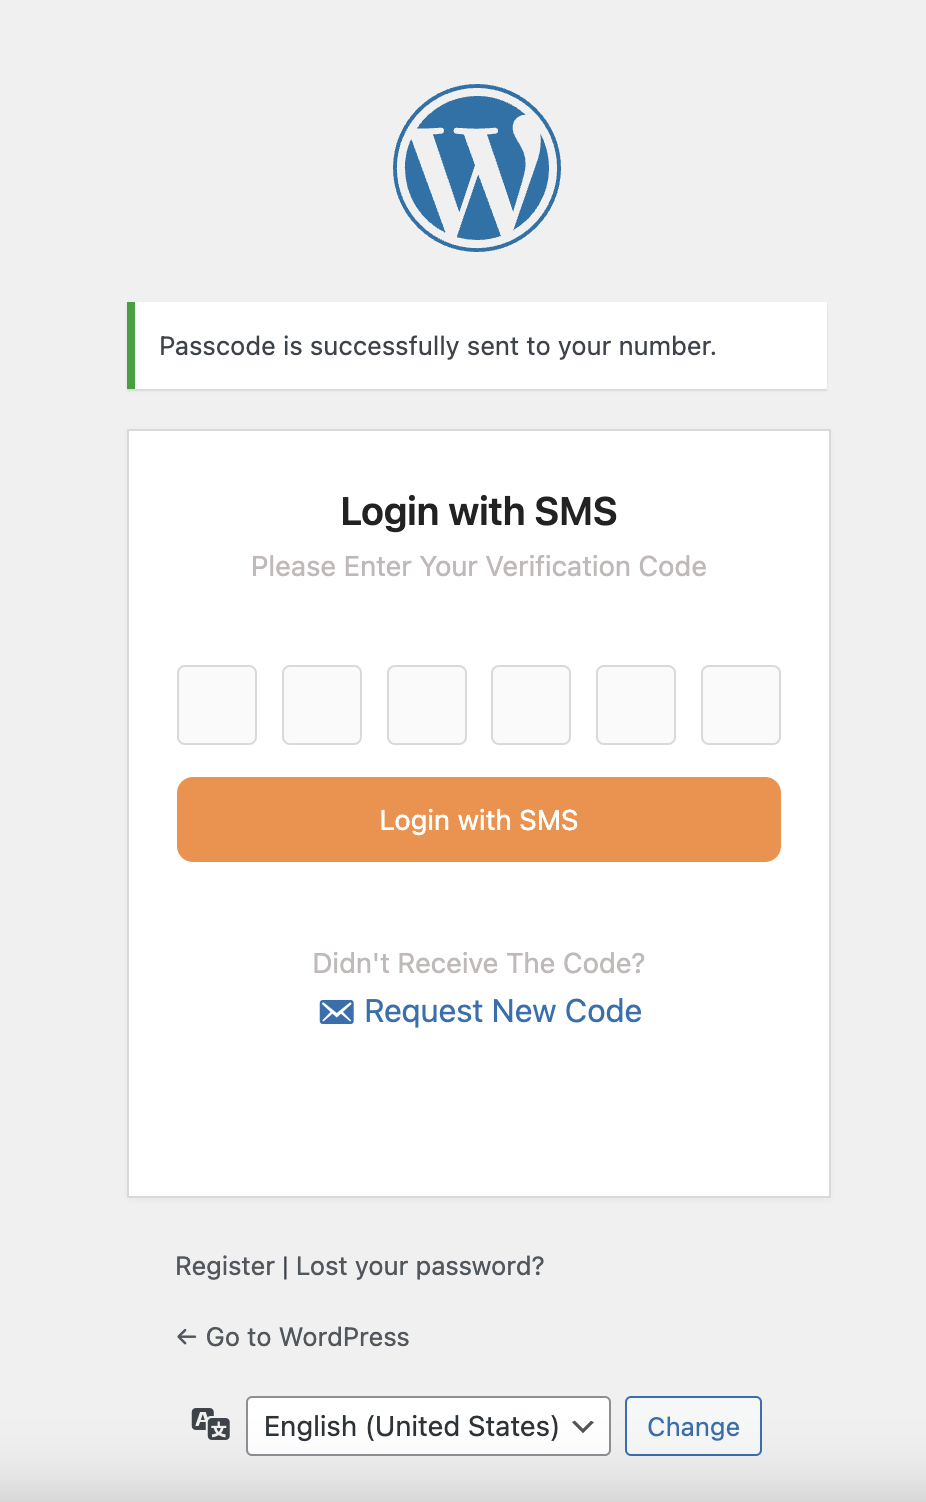 Passcode is successfully sent to your number.
Login with SMS
Please Enter Your Verification Code
Login with SMS
Didn't Receive The Code?
Request New Code
Register | Lost your password?
← Go to WordPress
English (United States)
Change